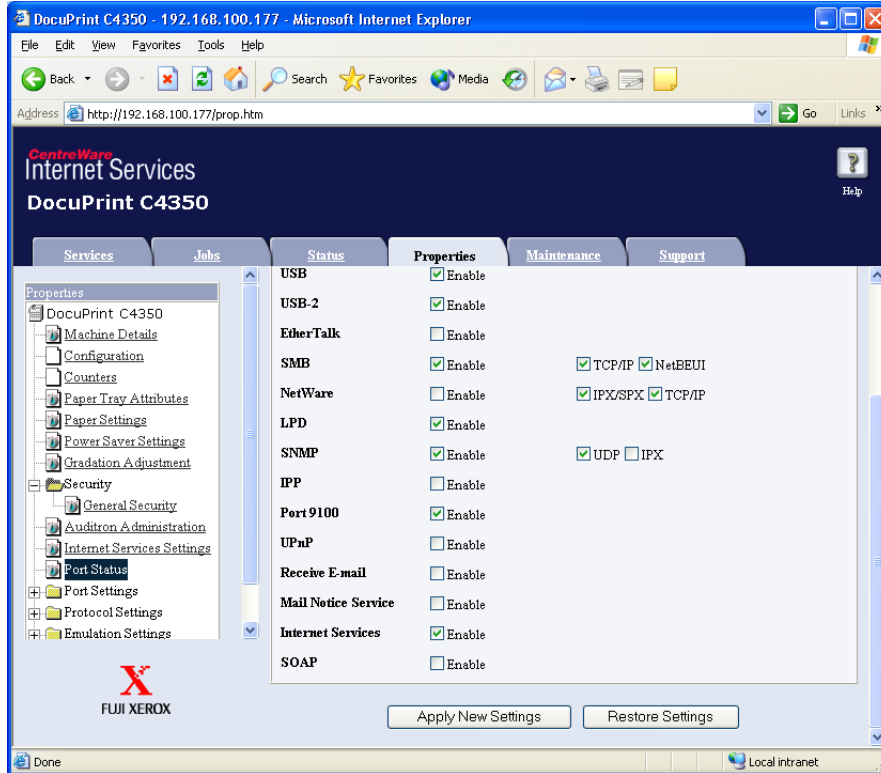 DocuPrint C4350 - 192.168.100.177 - Microsoft Internet Explorer
File Edit View Favorites Tools Help
Back Search Favorites Media
Address http://192.168.100.177/prop.htm Go Links »
CentreWare
Internet Services
DocuPrint C4350
Help
Services Jobs Status Properties Maintenance Support
Properties
DocuPrint C4350
Machine Details
Configuration
Counters
Paper Tray Attributes
Paper Settings
Power Saver Settings
Gradation Adjustment
Security
General Security
Auditron Administration
Internet Services Settings
Port Status
Port Settings
Protocol Settings
Emulation Settings
USB Enable
USB-2 Enable
EtherTalk Enable
SMB Enable TCP/IP NetBEUI
NetWare Enable IPX/SPX TCP/IP
LPD Enable
SNMP Enable UDP IPX
IPP Enable
Port 9100 Enable
UPnP Enable
Receive E-mail Enable
Mail Notice Service Enable
Internet Services Enable
SOAP Enable
X
FUJI XEROX
Apply New Settings Restore Settings
Done Local intranet